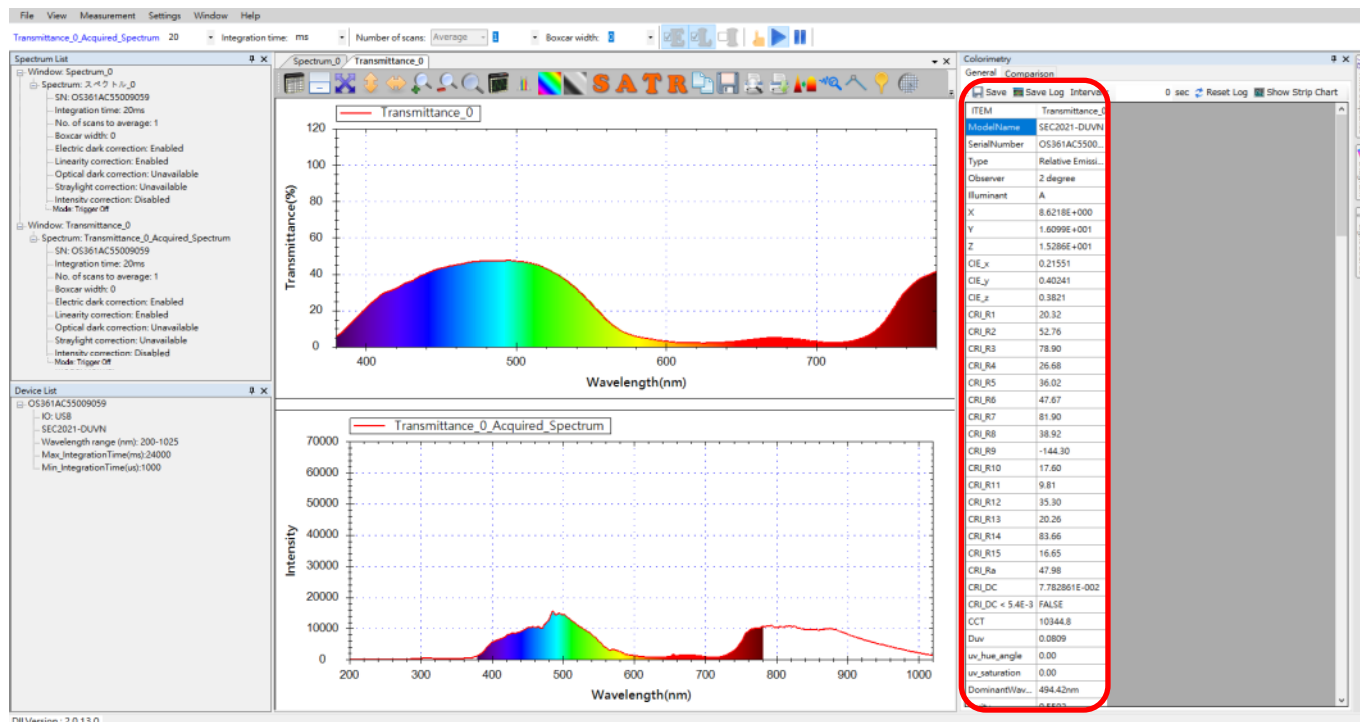 File View Measurement Settings Window Help
Transmittance_0_Acquired_Spectrum 20 Integration time: ms Number of scans: Average 1 Boxcar width: 0
Spectrum List
Window: Spectrum_0
Spectrum: スペクトル_0
SN: OS361AC55009059
Integration time: 20ms
No. of scans to average: 1
Boxcar width: 0
Electric dark correction: Enabled
Linearity correction: Enabled
Optical dark correction: Unavailable
Straylight correction: Unavailable
Intensity correction: Disabled
Mode: Trigger Off
Window: Transmittance_0
Spectrum: Transmittance_0_Acquired_Spectrum
SN: OS361AC55009059
Integration time: 20ms
No. of scans to average: 1
Boxcar width: 0
Electric dark correction: Enabled
Linearity correction: Enabled
Optical dark correction: Unavailable
Straylight correction: Unavailable
Intensity correction: Disabled
Mode: Trigger Off
Device List
OS361AC55009059
IO: USB
SEC2021-DUVN
Wavelength range (nm): 200-1025
Max_IntegrationTime(ms):24000
Min_IntegrationTime(us):1000
Spectrum_0 Transmittance_0
S A T R
Transmittance_0
Transmittance(%)
120
100
80
60
40
20
0
400 500 600 700
Wavelength(nm)
Transmittance_0_Acquired_Spectrum
Intensity
70000
60000
50000
40000
30000
20000
10000
0
200 300 400 500 600 700 800 900 1000
Wavelength(nm)
Colorimetry
General Comparison
Save Save Log Interval: 0 sec Reset Log Show Strip Chart
ITEM Transmittance_0
ModelName SEC2021-DUVN
SerialNumber OS361AC5500...
Type Relative Emissi...
Observer 2 degree
Illuminant A
X 8.6218E+000
Y 1.6099E+001
Z 1.5286E+001
CIE_x 0.21551
CIE_y 0.40241
CIE_z 0.3821
CRI_R1 20.32
CRI_R2 52.76
CRI_R3 78.90
CRI_R4 26.68
CRI_R5 36.02
CRI_R6 47.67
CRI_R7 81.90
CRI_R8 38.92
CRI_R9 -144.30
CRI_R10 17.60
CRI_R11 9.81
CRI_R12 35.30
CRI_R13 20.26
CRI_R14 83.66
CRI_R15 16.65
CRI_Ra 47.98
CRI_DC 7.782861E-002
CRI_DC < 5.4E-3 FALSE
CCT 10344.8
Duv 0.0809
uv_hue_angle 0.00
uv_saturation 0.00
DominantWav... 494.42nm
DllVersion : 2.0.13.0